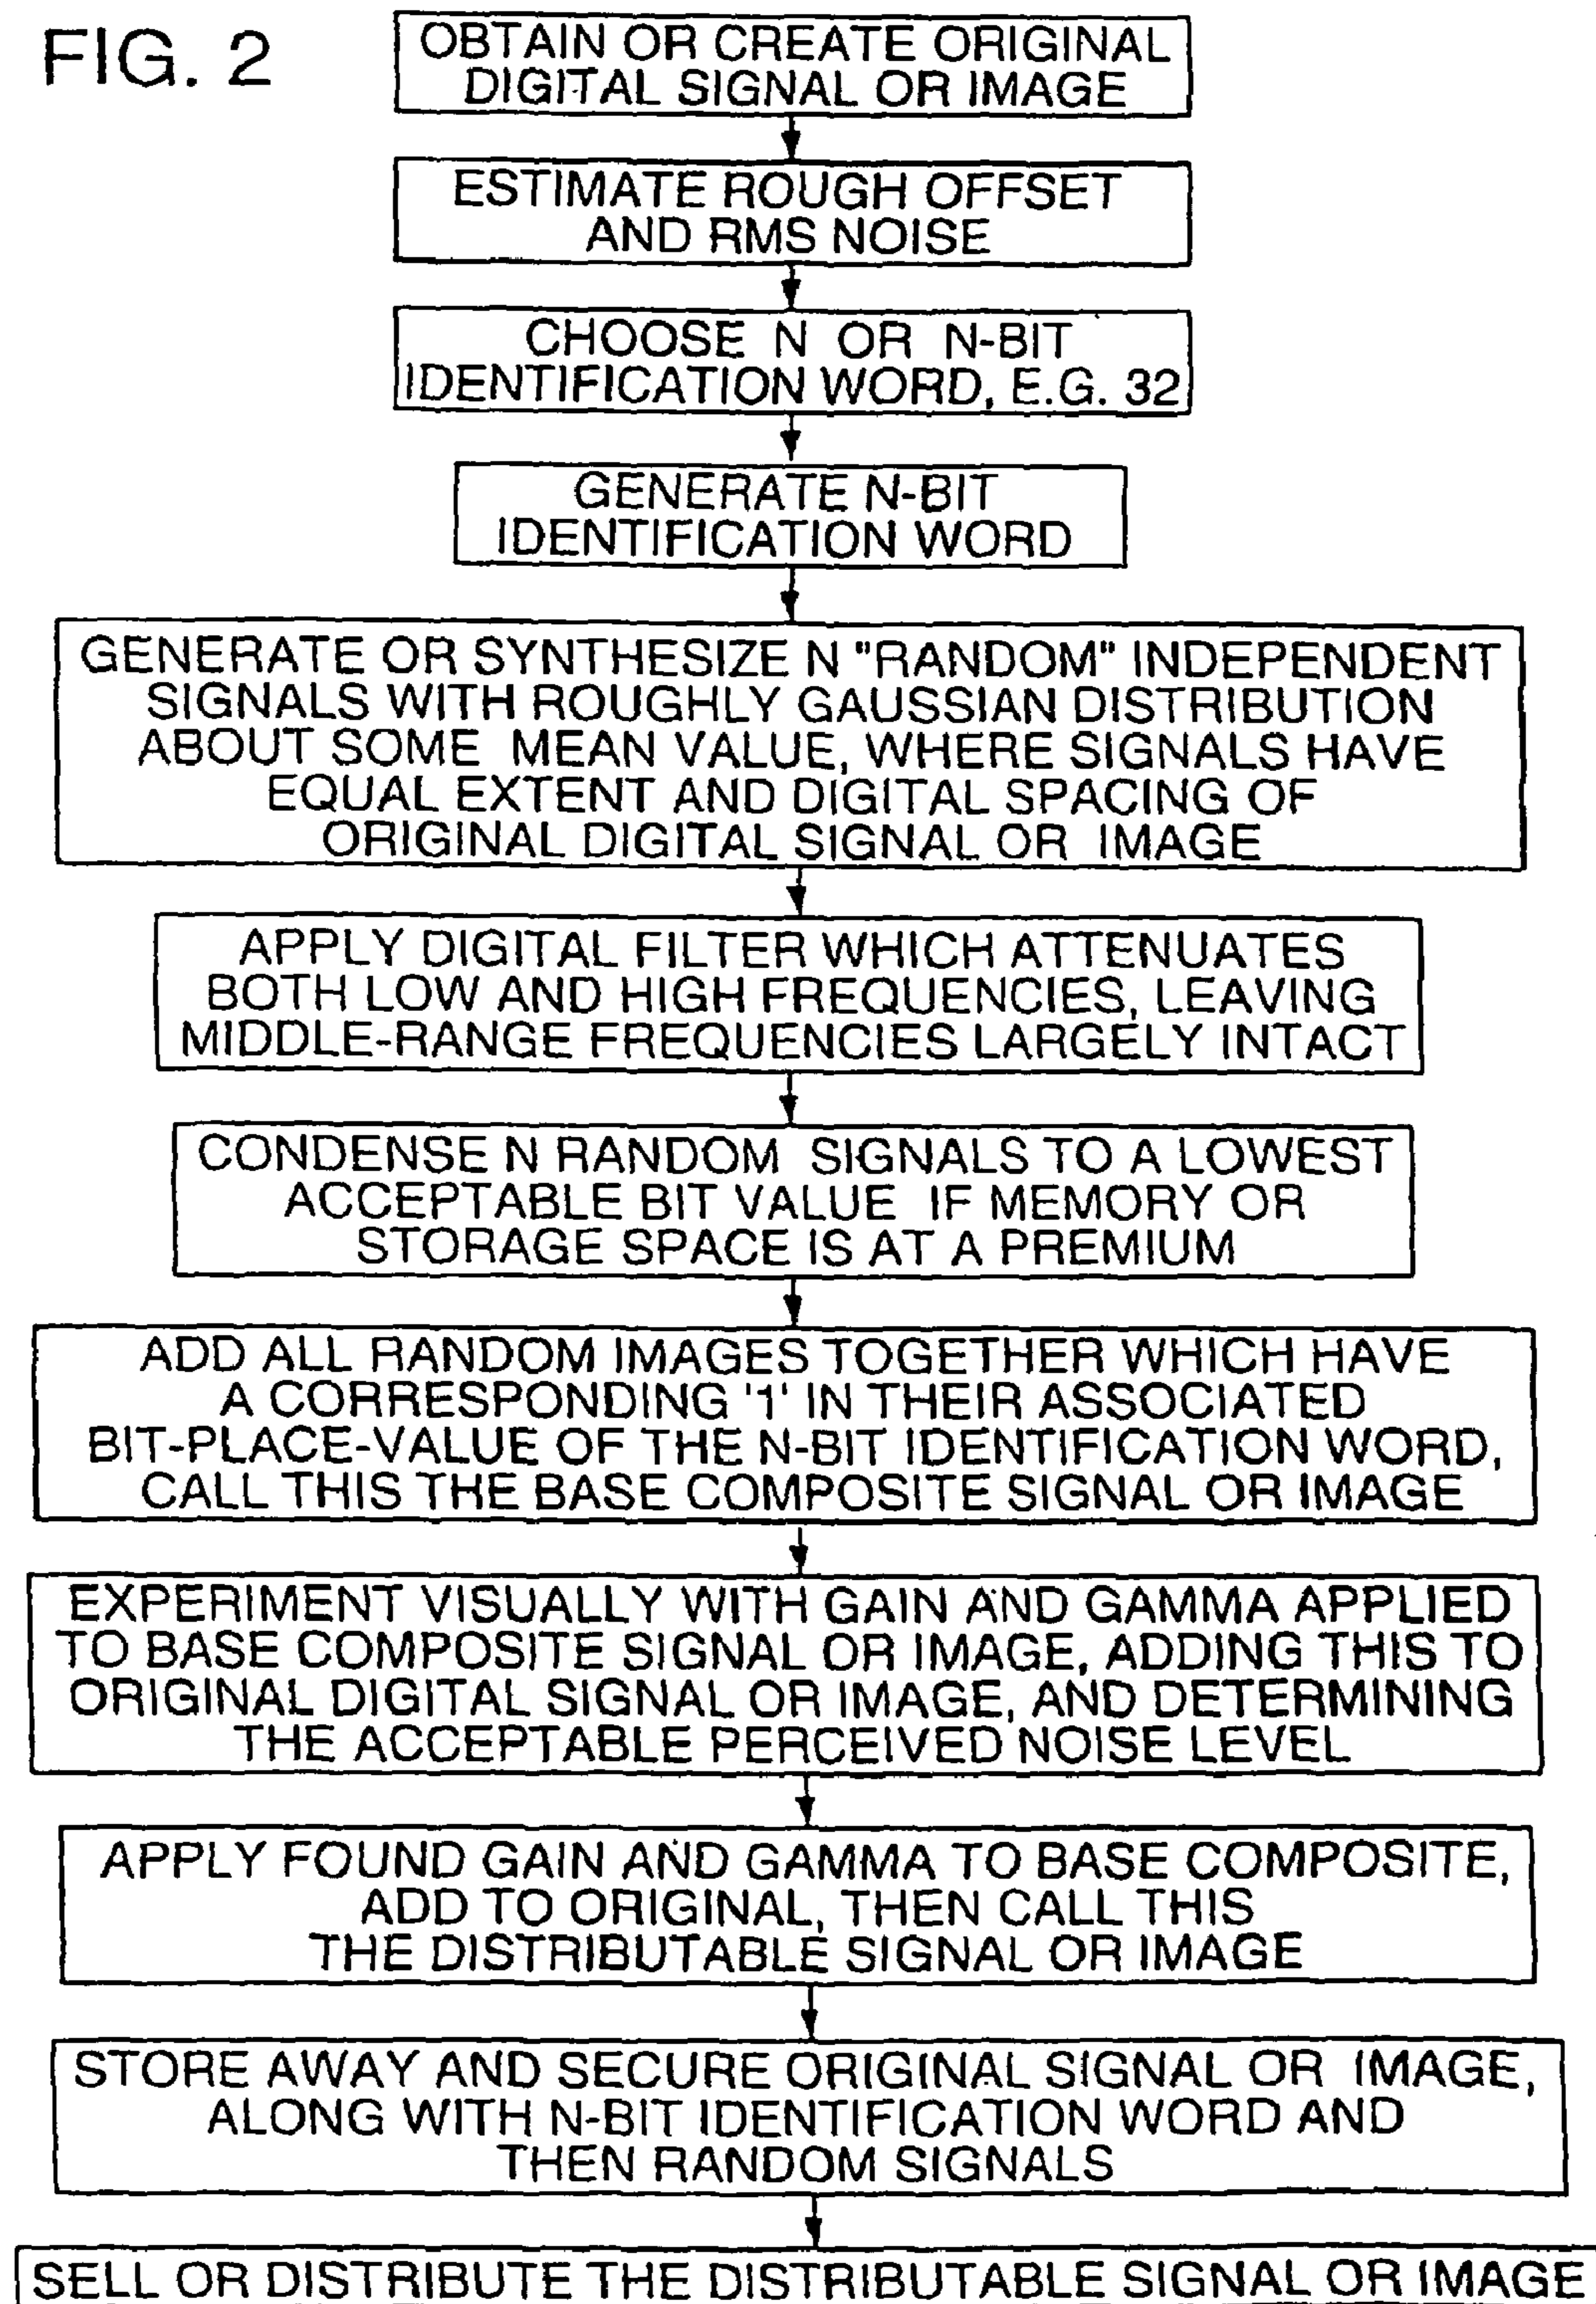 FIG. 2
OBTAIN OR CREATE ORIGINAL
DIGITAL SIGNAL OR IMAGE
ESTIMATE ROUGH OFFSET
AND RMS NOISE
CHOOSE N OR N-BIT
IDENTIFICATION WORD, E.G. 32
GENERATE N-BIT
IDENTIFICATION WORD
GENERATE OR SYNTHESIZE N "RANDOM" INDEPENDENT
SIGNALS WITH ROUGHLY GAUSSIAN DISTRIBUTION
ABOUT SOME MEAN VALUE, WHERE SIGNALS HAVE
EQUAL EXTENT AND DIGITAL SPACING OF
ORIGINAL DIGITAL SIGNAL OR IMAGE
APPLY DIGITAL FILTER WHICH ATTENUATES
BOTH LOW AND HIGH FREQUENCIES, LEAVING
MIDDLE-RANGE FREQUENCIES LARGELY INTACT
CONDENSE N RANDOM SIGNALS TO A LOWEST
ACCEPTABLE BIT VALUE IF MEMORY OR
STORAGE SPACE IS AT A PREMIUM
ADD ALL RANDOM IMAGES TOGETHER WHICH HAVE
A CORRESPONDING '1' IN THEIR ASSOCIATED
BIT-PLACE-VALUE OF THE N-BIT IDENTIFICATION WORD,
CALL THIS THE BASE COMPOSITE SIGNAL OR IMAGE
EXPERIMENT VISUALLY WITH GAIN AND GAMMA APPLIED
TO BASE COMPOSITE SIGNAL OR IMAGE, ADDING THIS TO
ORIGINAL DIGITAL SIGNAL OR IMAGE, AND DETERMINING
THE ACCEPTABLE PERCEIVED NOISE LEVEL
APPLY FOUND GAIN AND GAMMA TO BASE COMPOSITE,
ADD TO ORIGINAL, THEN CALL THIS
THE DISTRIBUTABLE SIGNAL OR IMAGE
STORE AWAY AND SECURE ORIGINAL SIGNAL OR IMAGE,
ALONG WITH N-BIT IDENTIFICATION WORD AND
THEN RANDOM SIGNALS
SELL OR DISTRIBUTE THE DISTRIBUTABLE SIGNAL OR IMAGE